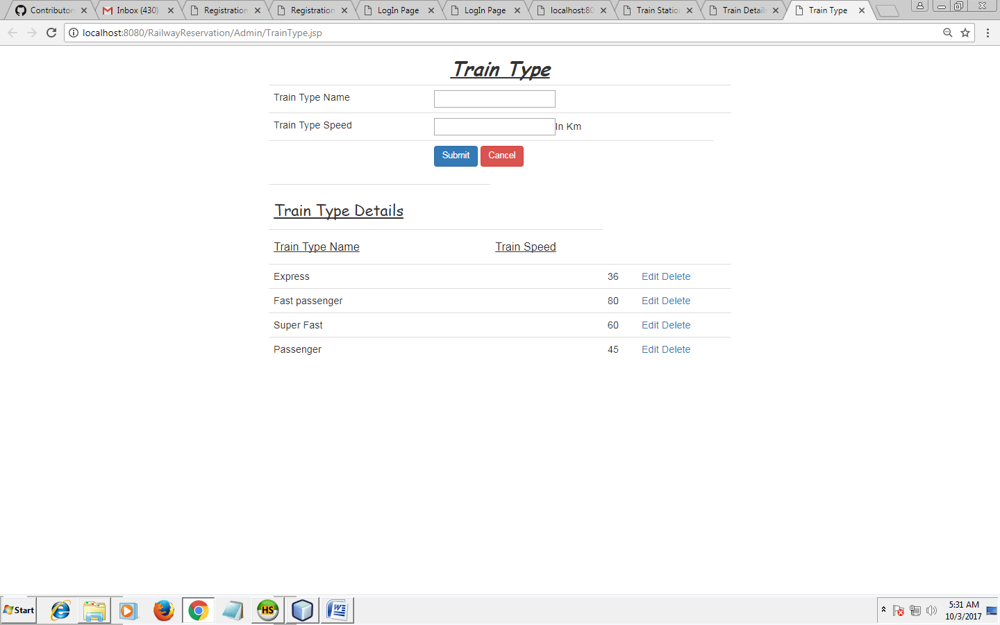 Contributor Inbox (430) Registration Registration LogIn Page LogIn Page localhost:80 Train Statio Train Detail Train Type
localhost:8080/RailwayReservation/Admin/TrainType.jsp
Train Type
Train Type Name
Train Type Speed In Km
Submit Cancel
Train Type Details
Train Type Name Train Speed
Express 36 Edit Delete
Fast passenger 80 Edit Delete
Super Fast 60 Edit Delete
Passenger 45 Edit Delete
Start HS W 5:31 AM
10/3/2017